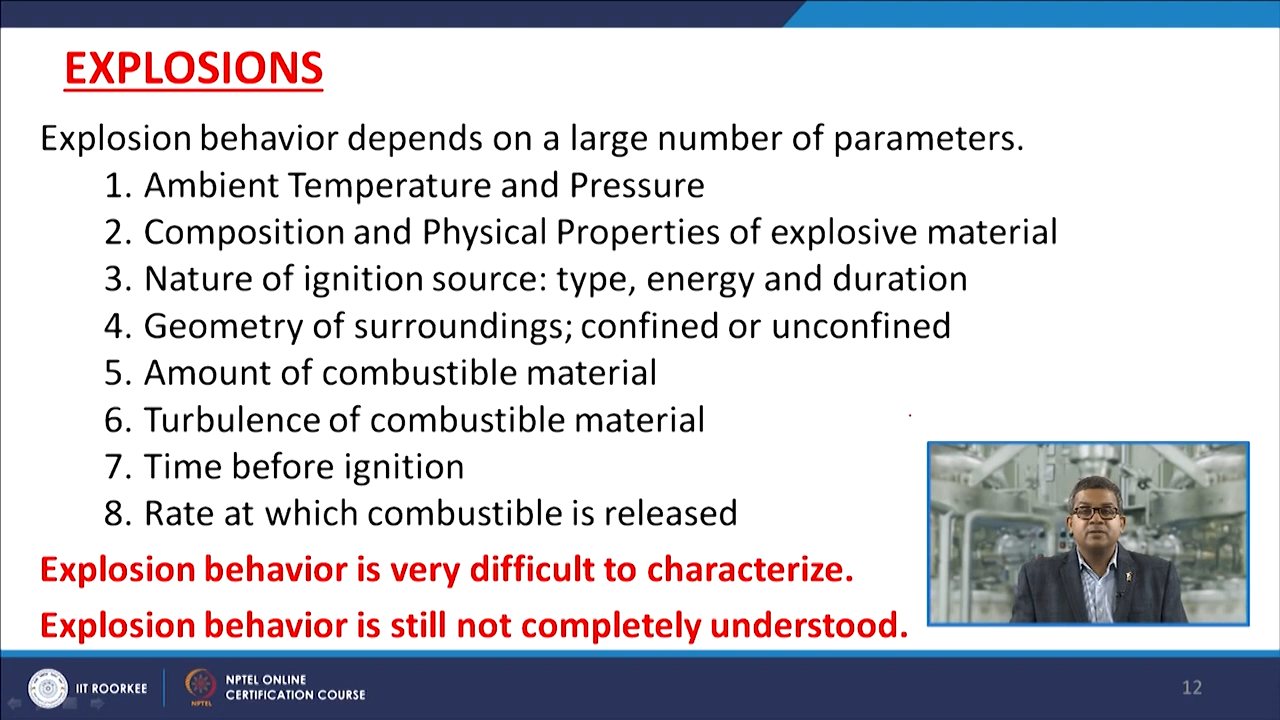 EXPLOSIONS
Explosion behavior depends on a large number of parameters.
1. Ambient Temperature and Pressure
2. Composition and Physical Properties of explosive material
3. Nature of ignition source: type, energy and duration
4. Geometry of surroundings; confined or unconfined
5. Amount of combustible material
6. Turbulence of combustible material
7. Time before ignition
8. Rate at which combustible is released
Explosion behavior is very difficult to characterize.
Explosion behavior is still not completely understood.
IIT ROORKEE
NPTEL
NPTEL ONLINE
CERTIFICATION COURSE
12